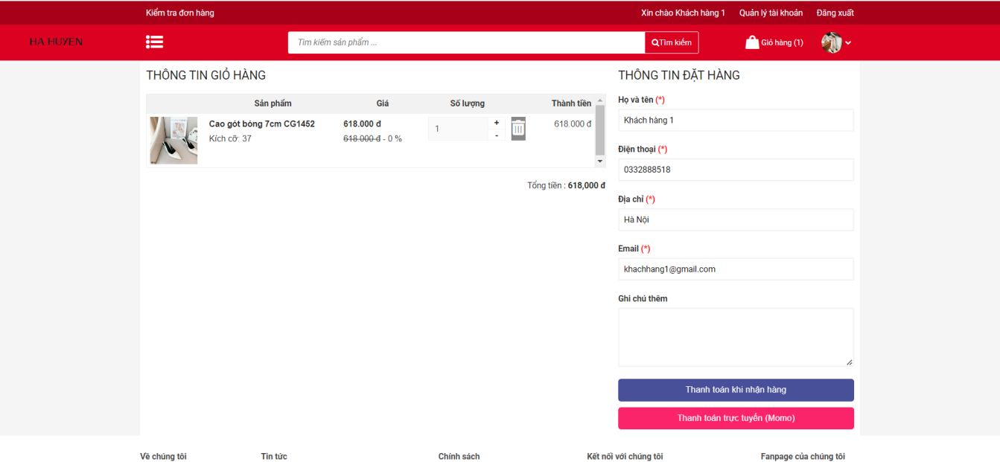 Kiểm tra đơn hàng
Xin chào Khách hàng 1 Quản lý tài khoản Đăng xuất
HA HUYEN
Tìm kiếm sản phẩm ...
Tìm kiếm
Giỏ hàng (1)
THÔNG TIN GIỎ HÀNG
Sản phẩm Giá Số lượng Thành tiền
Cao gót bóng 7cm CG1452 618.000 đ 1 + 618.000 đ
Kích cỡ: 37 618.000 đ - 0 % -
Tổng tiền : 618,000 đ
THÔNG TIN ĐẶT HÀNG
Họ và tên (*)
Khách hàng 1
Điện thoại (*)
0332888518
Địa chỉ (*)
Hà Nội
Email (*)
khachhang1@gmail.com
Ghi chú thêm
Thanh toán khi nhận hàng
Thanh toán trực tuyến (Momo)
Về chúng tôi Tin tức Chính sách Kết nối với chúng tôi Fanpage của chúng tôi